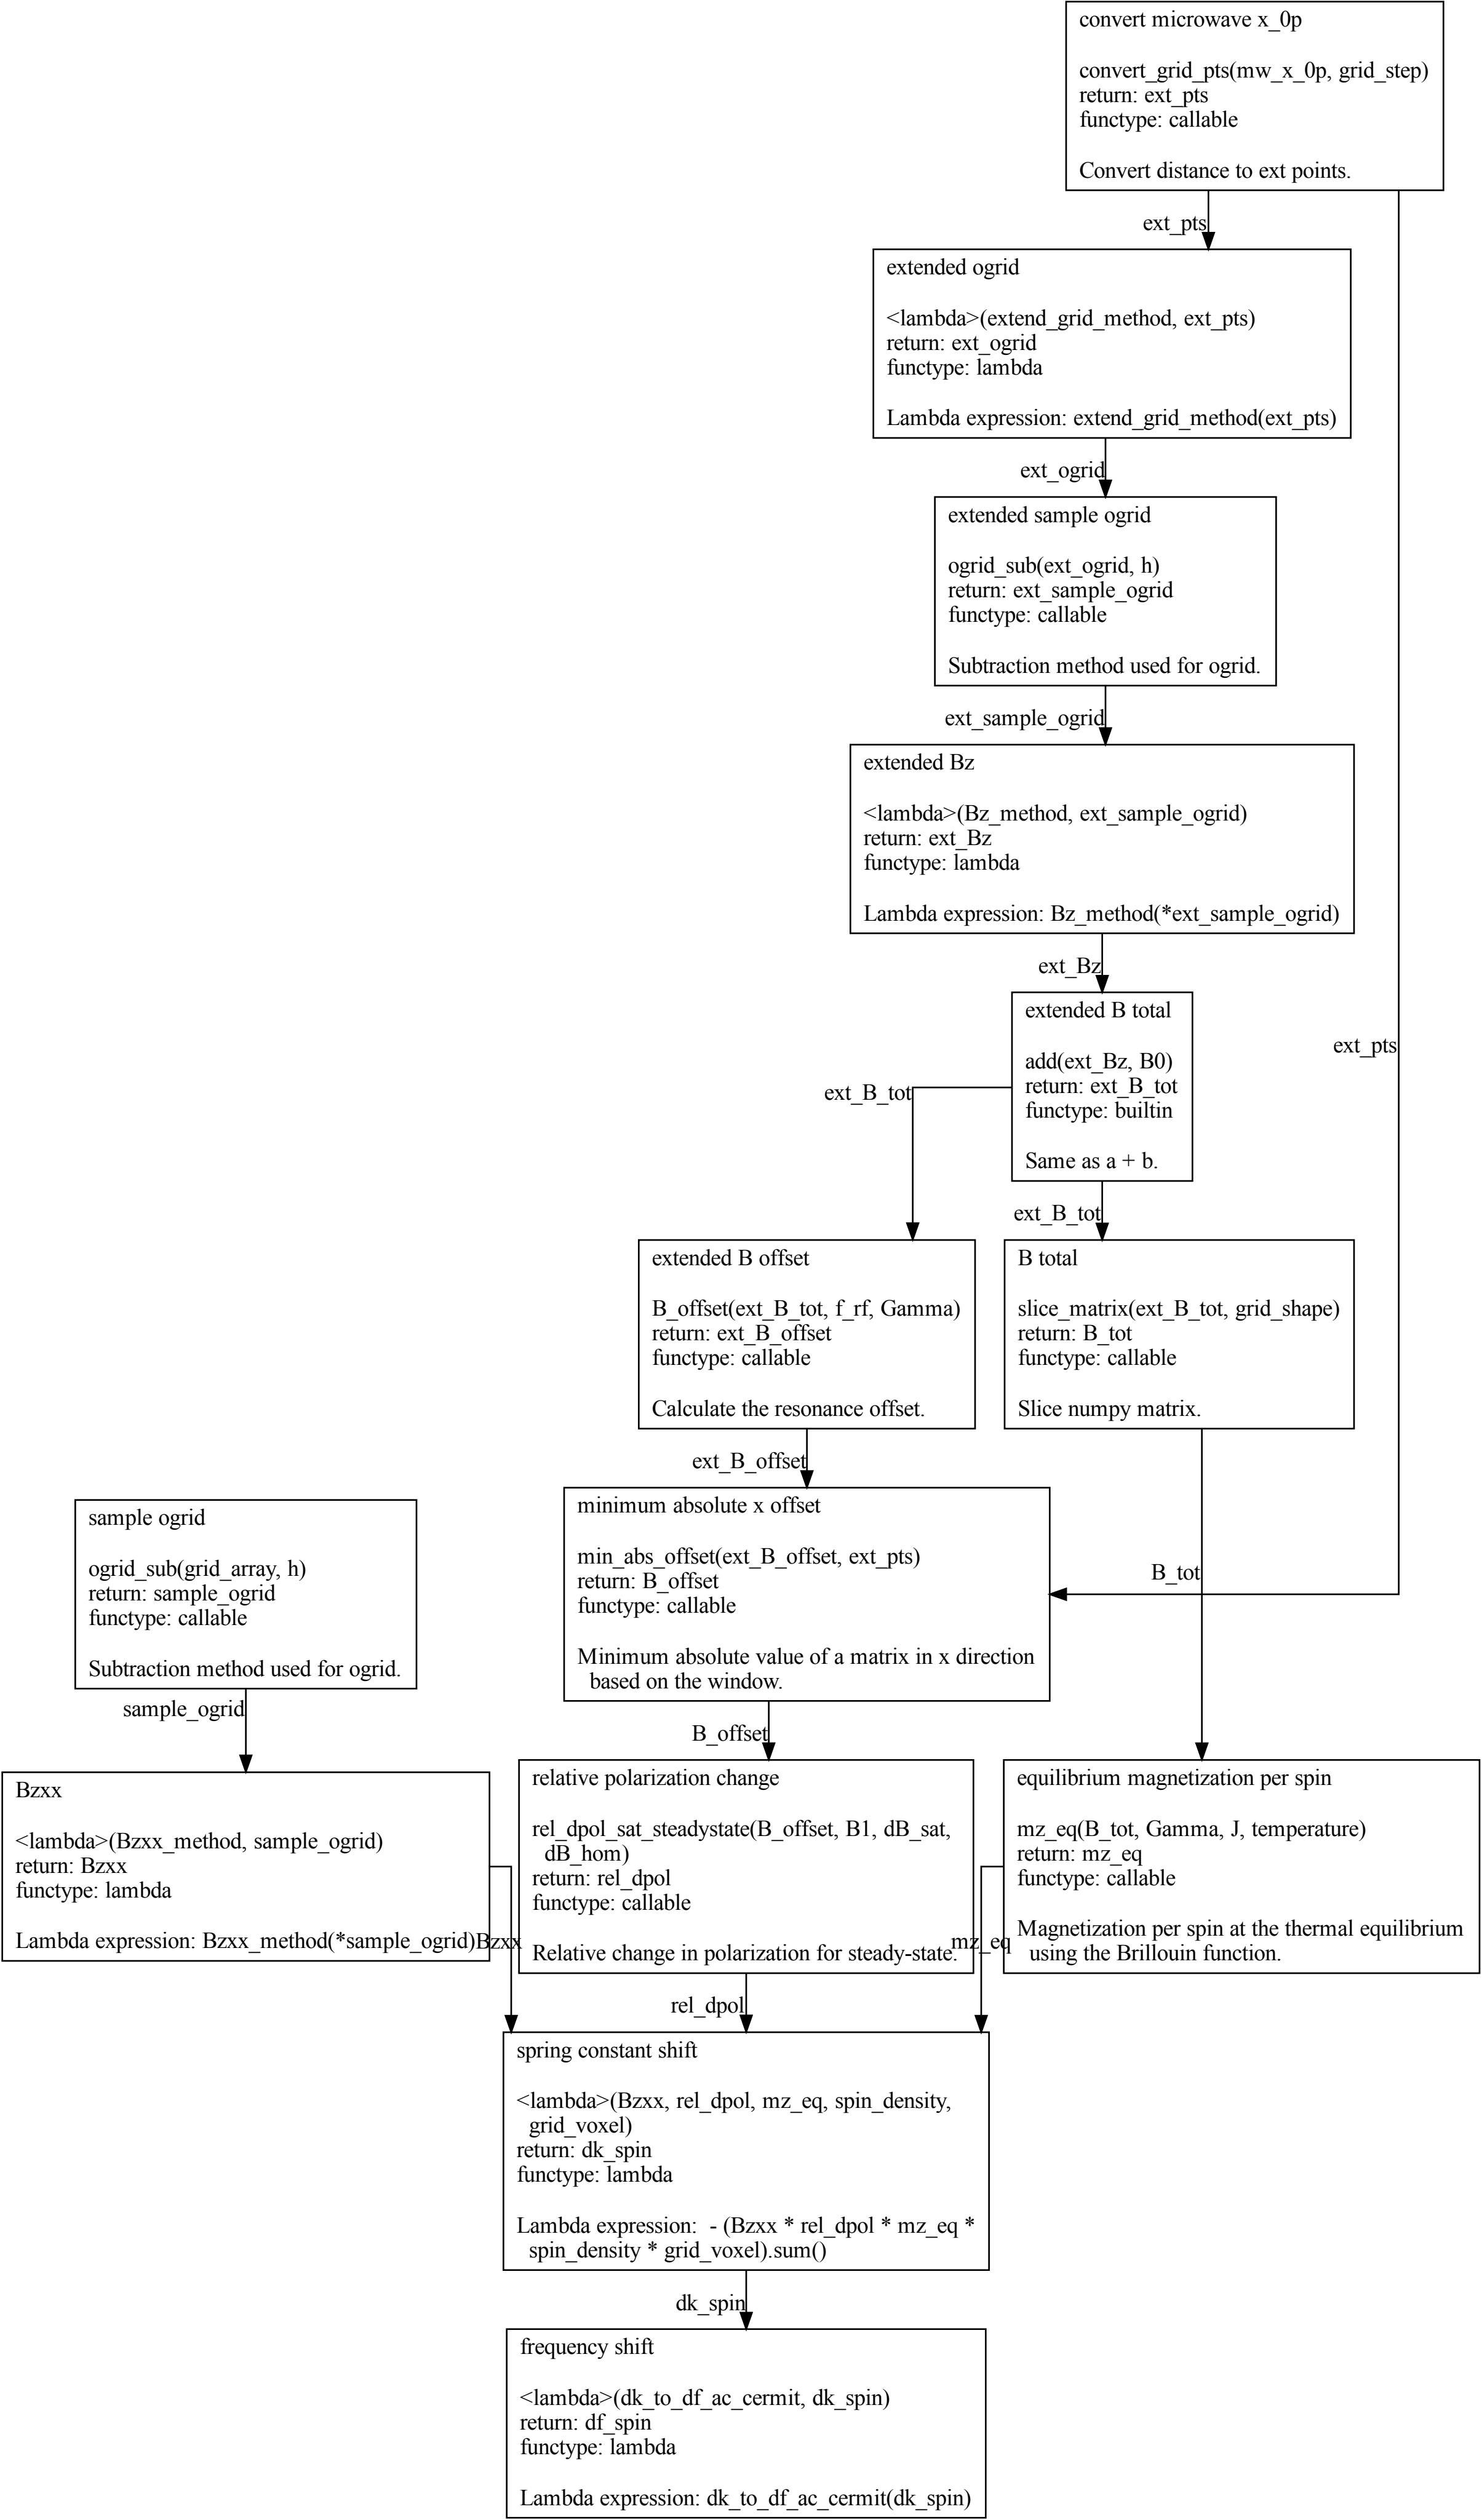 convert microwave x_0p
convert_grid_pts(mw_x_0p, grid_step)
return: ext_pts
functype: callable
Convert distance to ext points.
ext_pts
extended ogrid
<lambda>(extend_grid_method, ext_pts)
return: ext_ogrid
functype: lambda
Lambda expression: extend_grid_method(ext_pts)
ext_ogrid
extended sample ogrid
ogrid_sub(ext_ogrid, h)
return: ext_sample_ogrid
functype: callable
Subtraction method used for ogrid.
ext_sample_ogrid
extended Bz
<lambda>(Bz_method, ext_sample_ogrid)
return: ext_Bz
functype: lambda
Lambda expression: Bz_method(*ext_sample_ogrid)
ext_Bz
extended B total
add(ext_Bz, B0)
return: ext_B_tot
functype: builtin
Same as a + b.
ext_pts
ext_B_tot
ext_B_tot
extended B offset
B_offset(ext_B_tot, f_rf, Gamma)
return: ext_B_offset
functype: callable
Calculate the resonance offset.
B total
slice_matrix(ext_B_tot, grid_shape)
return: B_tot
functype: callable
Slice numpy matrix.
ext_B_offset
minimum absolute x offset
min_abs_offset(ext_B_offset, ext_pts)
return: B_offset
functype: callable
Minimum absolute value of a matrix in x direction
based on the window.
B_tot
sample ogrid
ogrid_sub(grid_array, h)
return: sample_ogrid
functype: callable
Subtraction method used for ogrid.
sample_ogrid
B_offset
Bzxx
<lambda>(Bzxx_method, sample_ogrid)
return: Bzxx
functype: lambda
Lambda expression: Bzxx_method(*sample_ogrid)
Bzxx
relative polarization change
rel_dpol_sat_steadystate(B_offset, B1, dB_sat,
dB_hom)
return: rel_dpol
functype: callable
Relative change in polarization for steady-state.
mz_eq
equilibrium magnetization per spin
mz_eq(B_tot, Gamma, J, temperature)
return: mz_eq
functype: callable
Magnetization per spin at the thermal equilibrium
using the Brillouin function.
rel_dpol
spring constant shift
<lambda>(Bzxx, rel_dpol, mz_eq, spin_density,
grid_voxel)
return: dk_spin
functype: lambda
Lambda expression:  - (Bzxx * rel_dpol * mz_eq *
spin_density * grid_voxel).sum()
dk_spin
frequency shift
<lambda>(dk_to_df_ac_cermit, dk_spin)
return: df_spin
functype: lambda
Lambda expression: dk_to_df_ac_cermit(dk_spin)